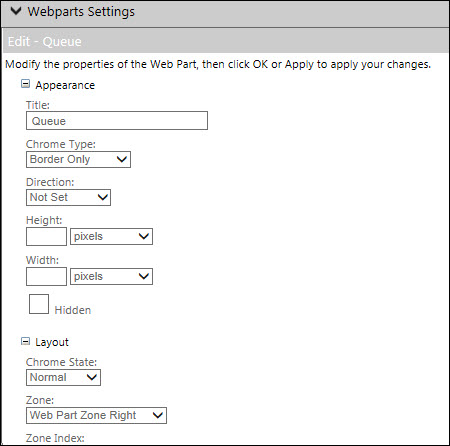 Webparts Settings
Edit - Queue
Modify the properties of the Web Part, then click OK or Apply to apply your changes.
Appearance
Title:
Queue
Chrome Type:
Border Only
Direction:
Not Set
Height:
pixels
Width:
pixels
Hidden
Layout
Chrome State:
Normal
Zone:
Web Part Zone Right
Zone Index: